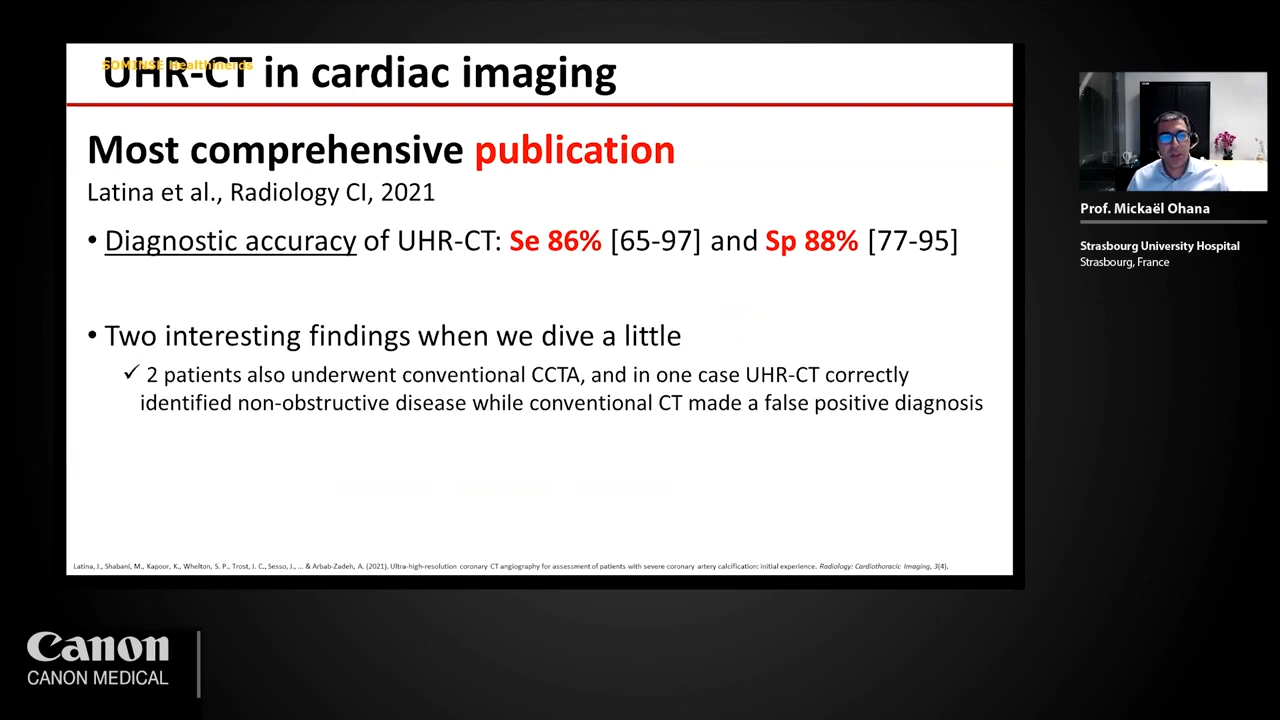 UHR-CT in cardiac imaging
Most comprehensive publication
Latina et al., Radiology CI, 2021
• Diagnostic accuracy of UHR-CT: Se 86% [65-97] and Sp 88% [77-95]
• Two interesting findings when we dive a little
✓ 2 patients also underwent conventional CCTA, and in one case UHR-CT correctly
identified non-obstructive disease while conventional CT made a false positive diagnosis
Latina, J., Shabani, M., Kapoor, K., Whelton, S. P., Trost, J. C., Sesso, J., ... & Arbab-Zadeh, A. (2021). Ultra-high-resolution coronary CT angiography for assessment of patients with severe coronary artery calcification: initial experience. Radiology: Cardiothoracic Imaging, 3(4).
Prof. Mickaël Ohana
Strasbourg University Hospital
Strasbourg, France
Canon
CANON MEDICAL